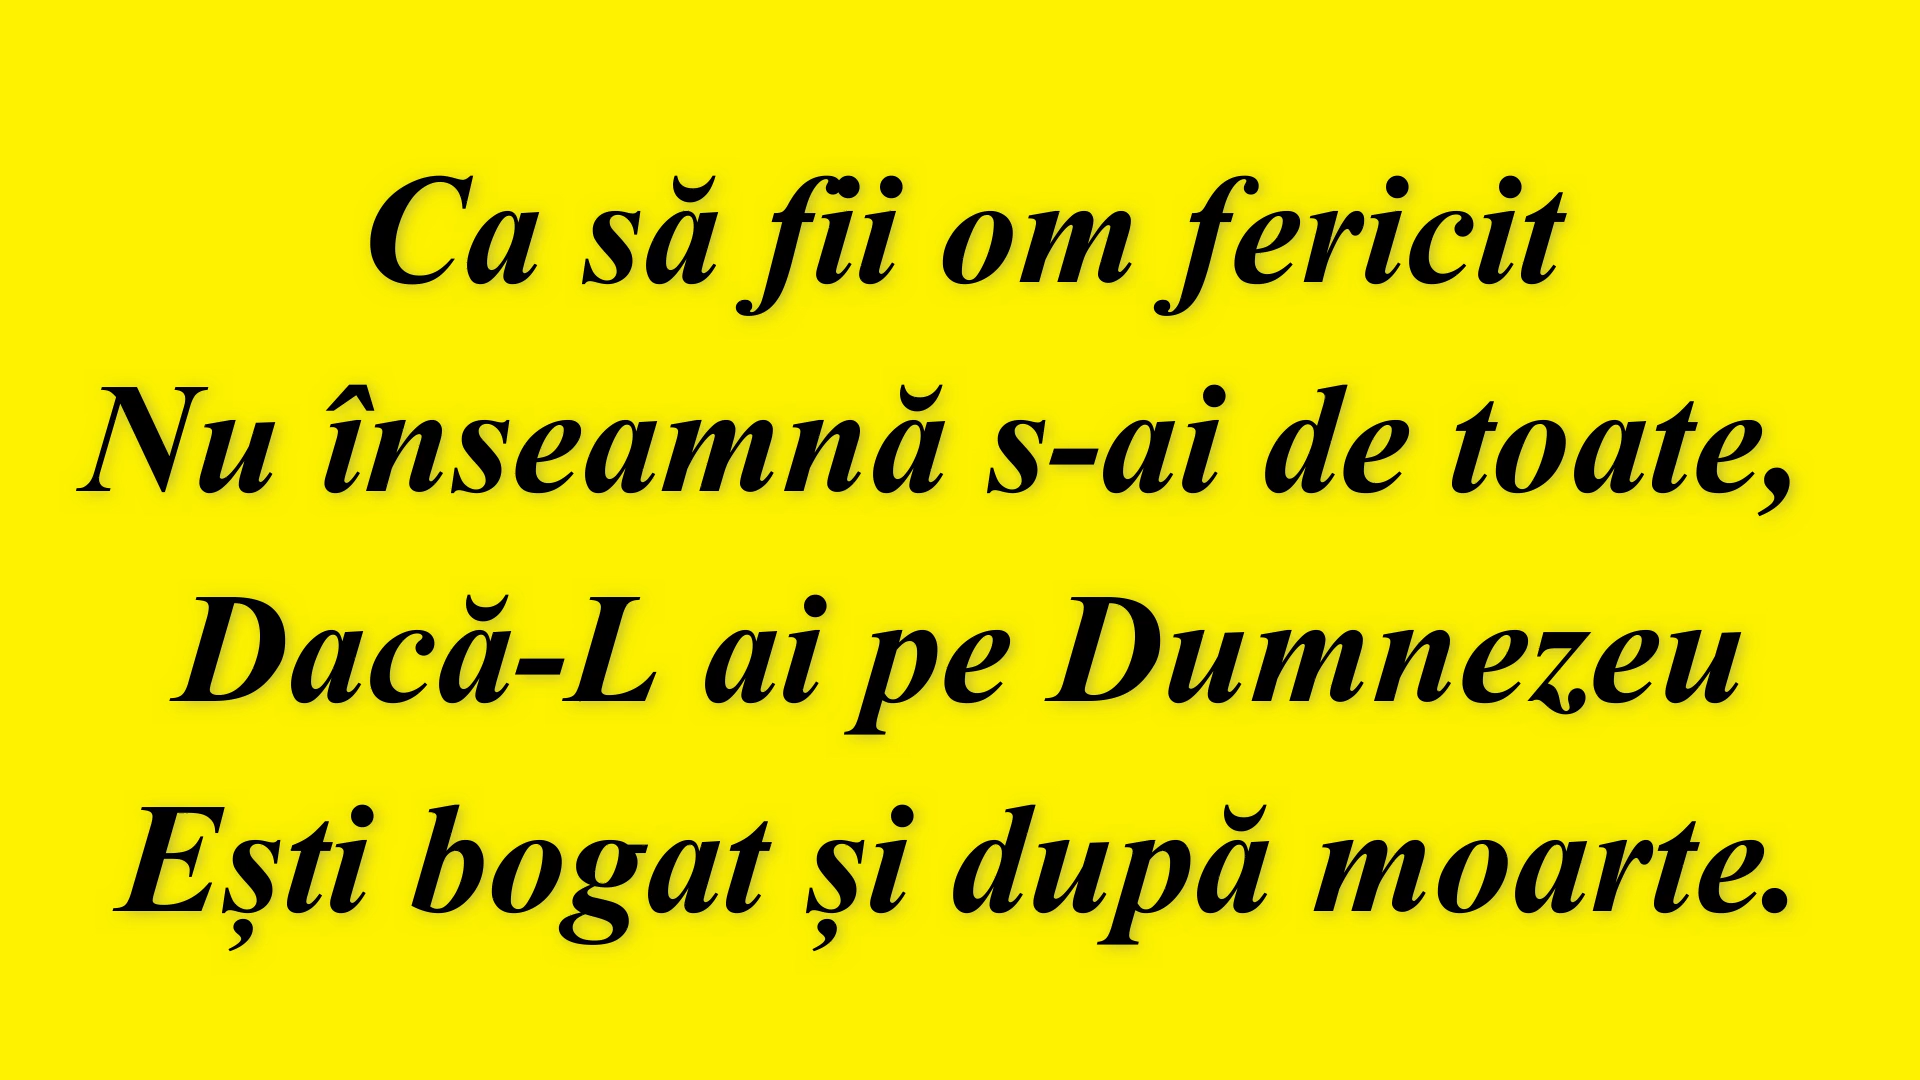 Ca să fii om fericit
Nu înseamnă s-ai de toate,
Dacă-L ai pe Dumnezeu
Ești bogat și după moarte.